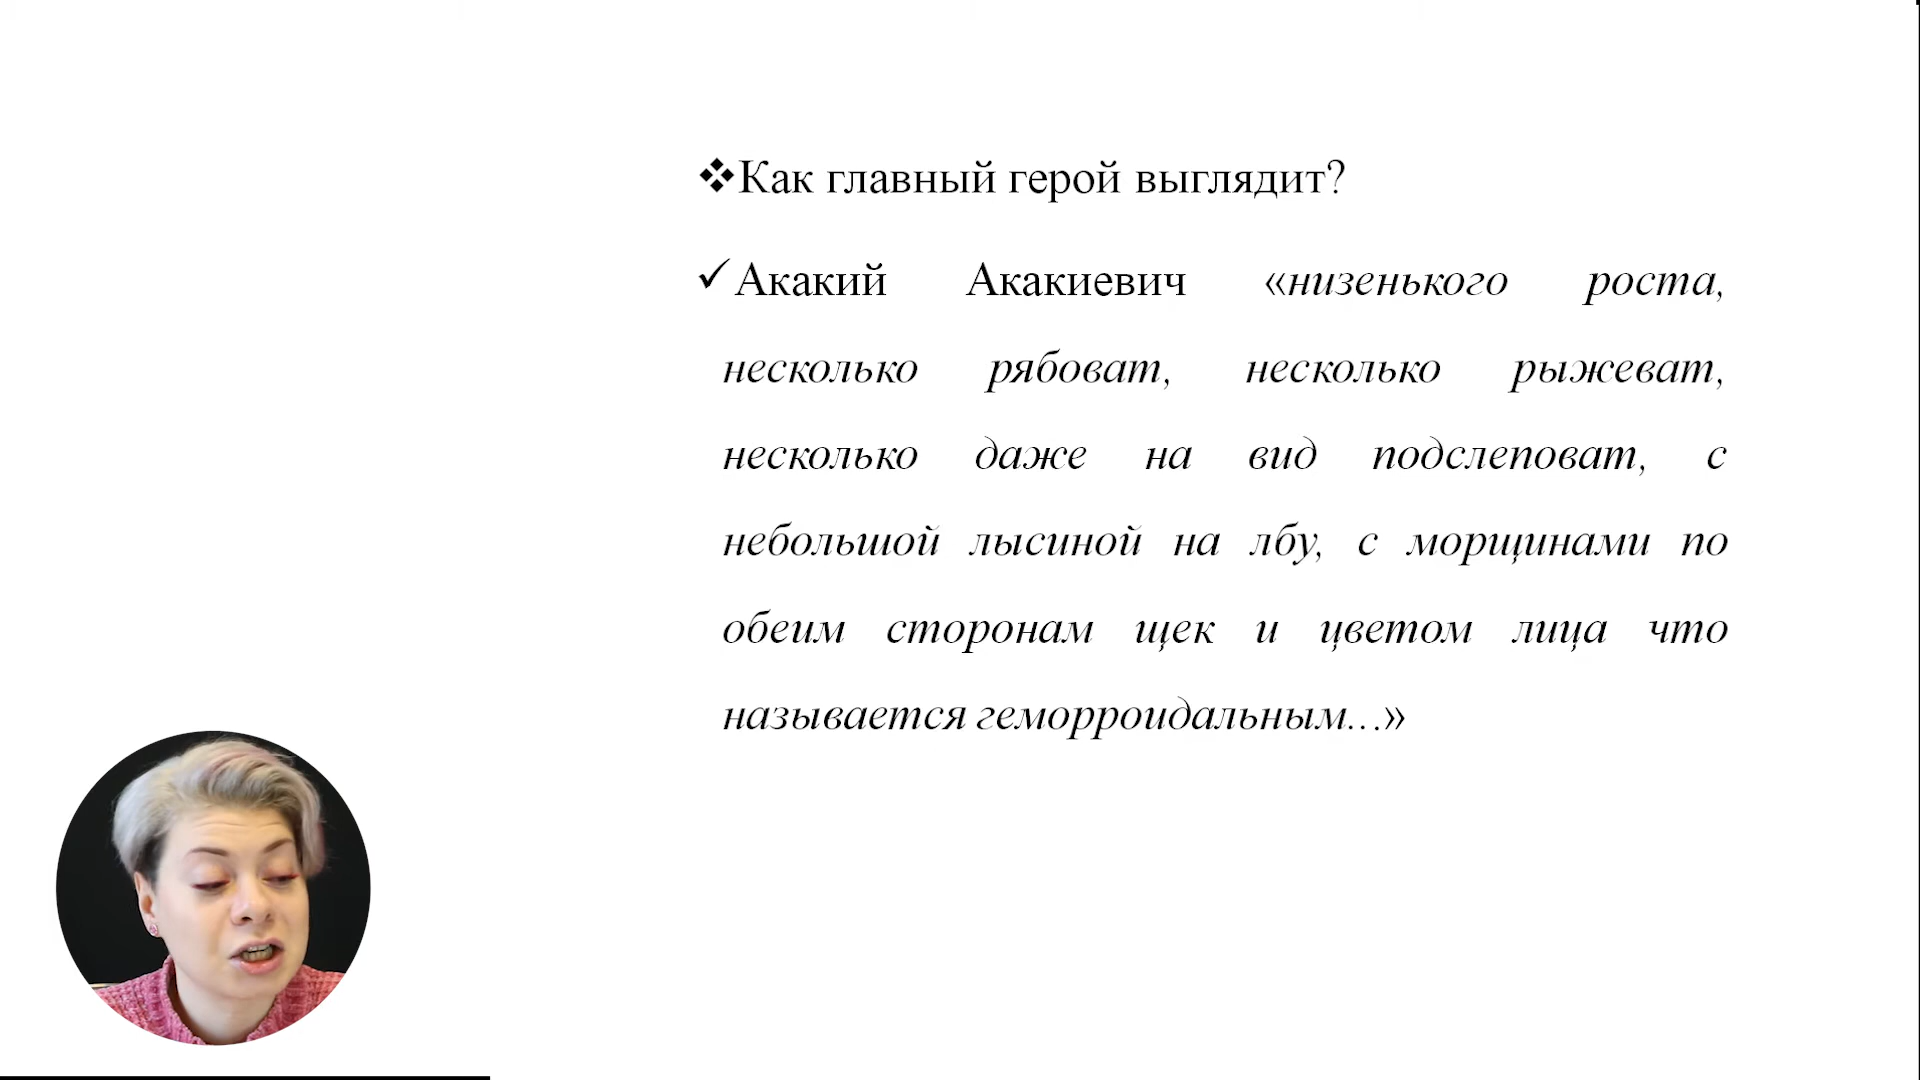 ❖Как главный герой выглядит?
✓Акакий Акакиевич «низенького роста,
несколько рябоват, несколько рыжеват,
несколько даже на вид подслеповат, с
небольшой лысиной на лбу, с морщинами по
обеим сторонам щек и цветом лица что
называется геморроидальным...»